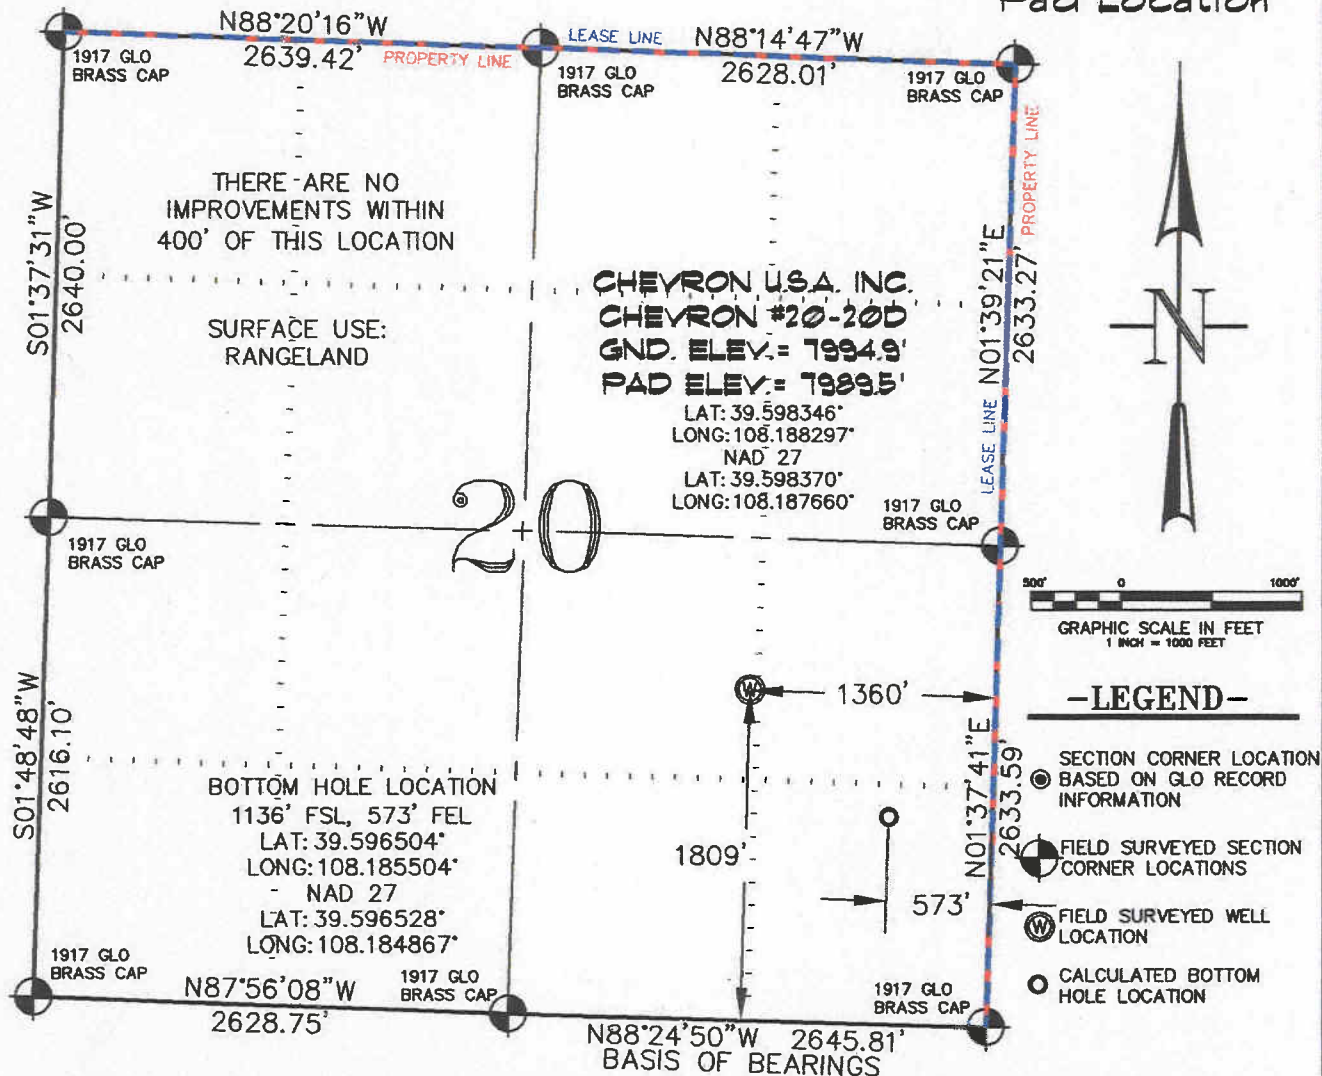 Pad Location
N88°20'16"W
2639.42'
PROPERTY LINE
LEASE LINE
N88°14'47"W
2628.01'
1917 GLO
BRASS CAP
1917 GLO
BRASS CAP
1917 GLO
BRASS CAP
PROPERTY LINE
S01°37'31"W
2640.00'
THERE ARE NO
IMPROVEMENTS WITHIN
400' OF THIS LOCATION
SURFACE USE:
RANGELAND
CHEVRON U.S.A. INC.
CHEVRON #20-20D
GND. ELEV.= 7994.9'
PAD ELEV.= 7989.5'
LAT: 39.598346°
LONG: 108.188297°
NAD 27
LAT: 39.598370°
LONG: 108.187660°
N01°39'21"E
2633.27'
LEASE LINE
N
20
1917 GLO
BRASS CAP
1917 GLO
BRASS CAP
500'
0
1000'
GRAPHIC SCALE IN FEET
1 INCH = 1000 FEET
W
1360'
1809'
573'
S01°48'48"W
2616.10'
BOTTOM HOLE LOCATION
1136' FSL, 573' FEL
LAT: 39.596504°
LONG: 108.185504°
NAD 27
LAT: 39.596528°
LONG: 108.184867°
N01°37'41"E
2633.59'
-LEGEND-
SECTION CORNER LOCATION
BASED ON GLO RECORD
INFORMATION
FIELD SURVEYED SECTION
CORNER LOCATIONS
W
FIELD SURVEYED WELL
LOCATION
CALCULATED BOTTOM
HOLE LOCATION
1917 GLO
BRASS CAP
1917 GLO
BRASS CAP
1917 GLO
BRASS CAP
N87°56'08"W
2628.75'
N88°24'50"W
2645.81'
BASIS OF BEARINGS